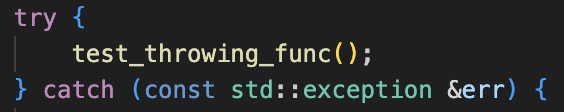 try {
    test_throwing_func();
} catch (const std::exception &err) {